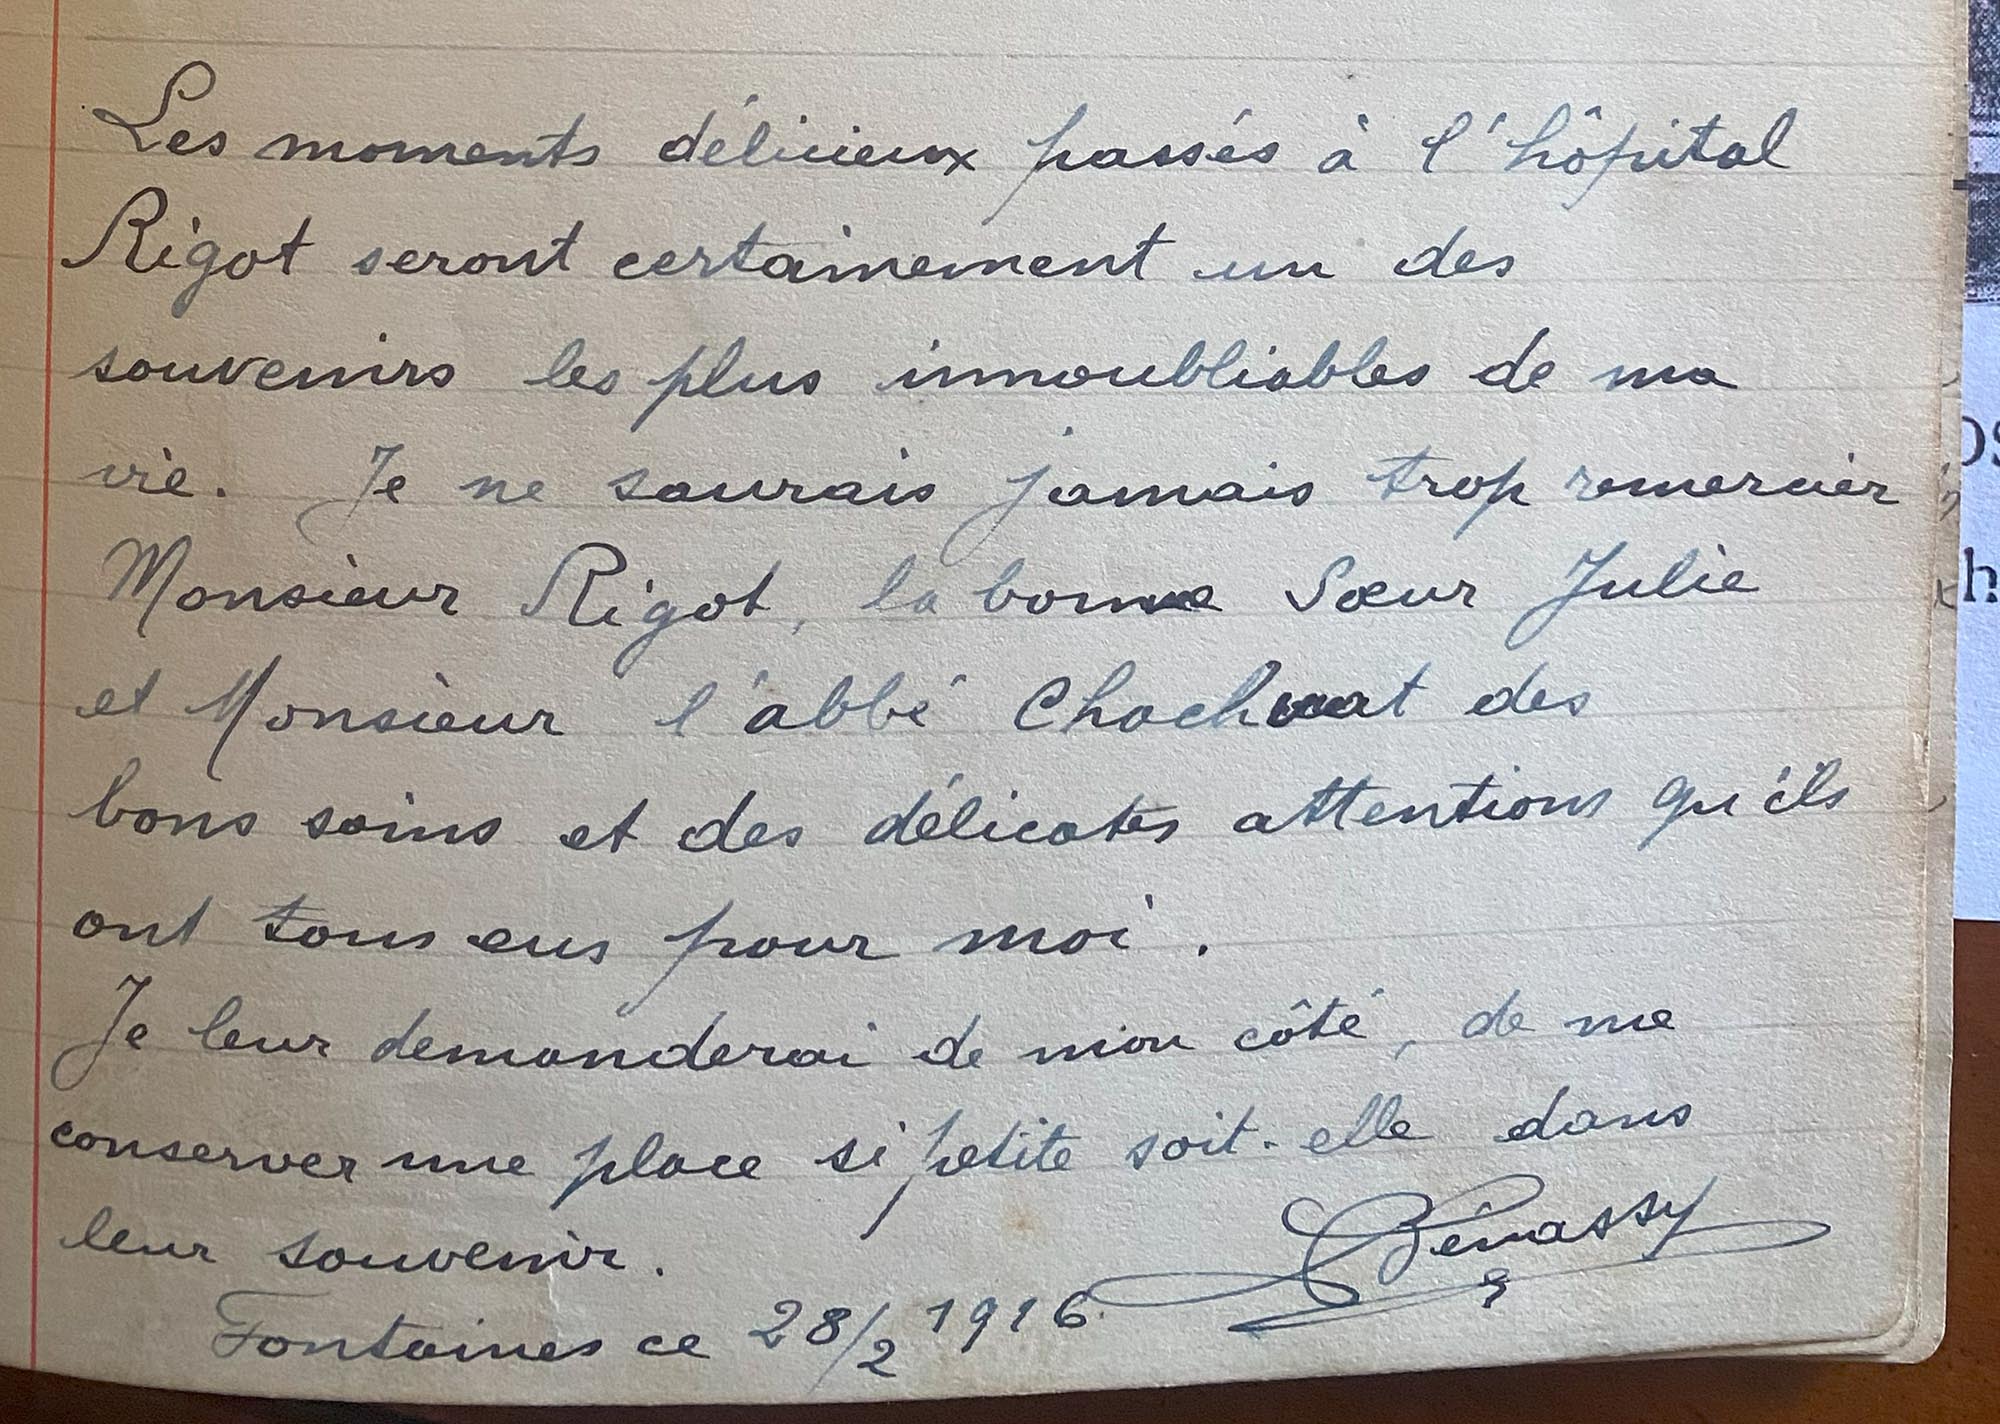 Les moments délicieux passés à l'hôpital
Rigot seront certainement un des
souvenirs les plus innoubliables de ma
vie. Je ne saurais jamais trop remercier
Monsieur Rigot, la bonne Sœur Julie
et Monsieur l'abbé des
bons soins et des délicates attentions qu'ils
ont tous eus pour moi.
Je leur demanderai de mon côté, de me
conserver une place si petite soit-elle dans
leur souvenir.
Bénassy
Fontaines ce 28/2 1916.